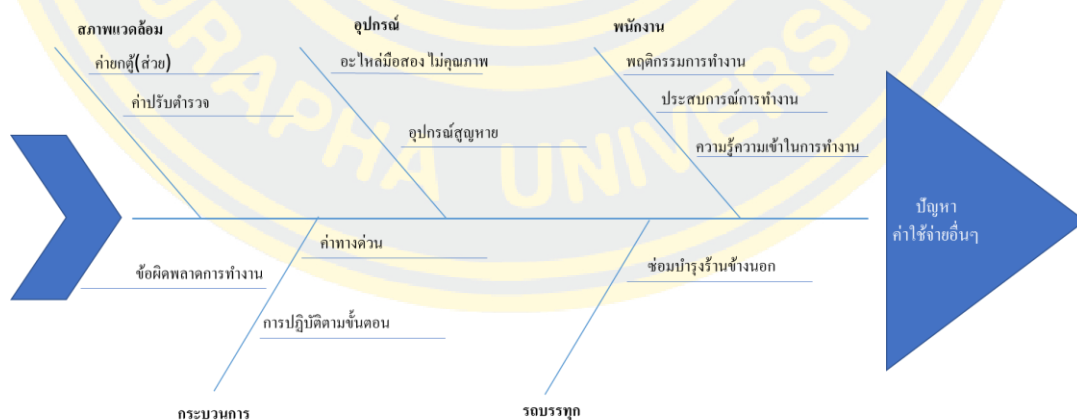 สภาพแวดล้อม
ค่ายกตู้(ส่วย)
ค่าปรับตำรวจ
อุปกรณ์
อะไหล่มือสอง ไม่คุณภาพ
อุปกรณ์สูญหาย
พนักงาน
พฤติกรรมการทำงาน
ประสบการณ์การทำงาน
ความรู้ความเข้าในการทำงาน
ปัญหา
ค่าใช้จ่ายอื่นๆ
ค่าทางด่วน
ข้อผิดพลาดการทำงาน
การปฏิบัติตามขั้นตอน
กระบวนการ
ซ่อมบำรุงร้านข้างนอก
รถบรรทุก
BURAPHA UNIVERSI